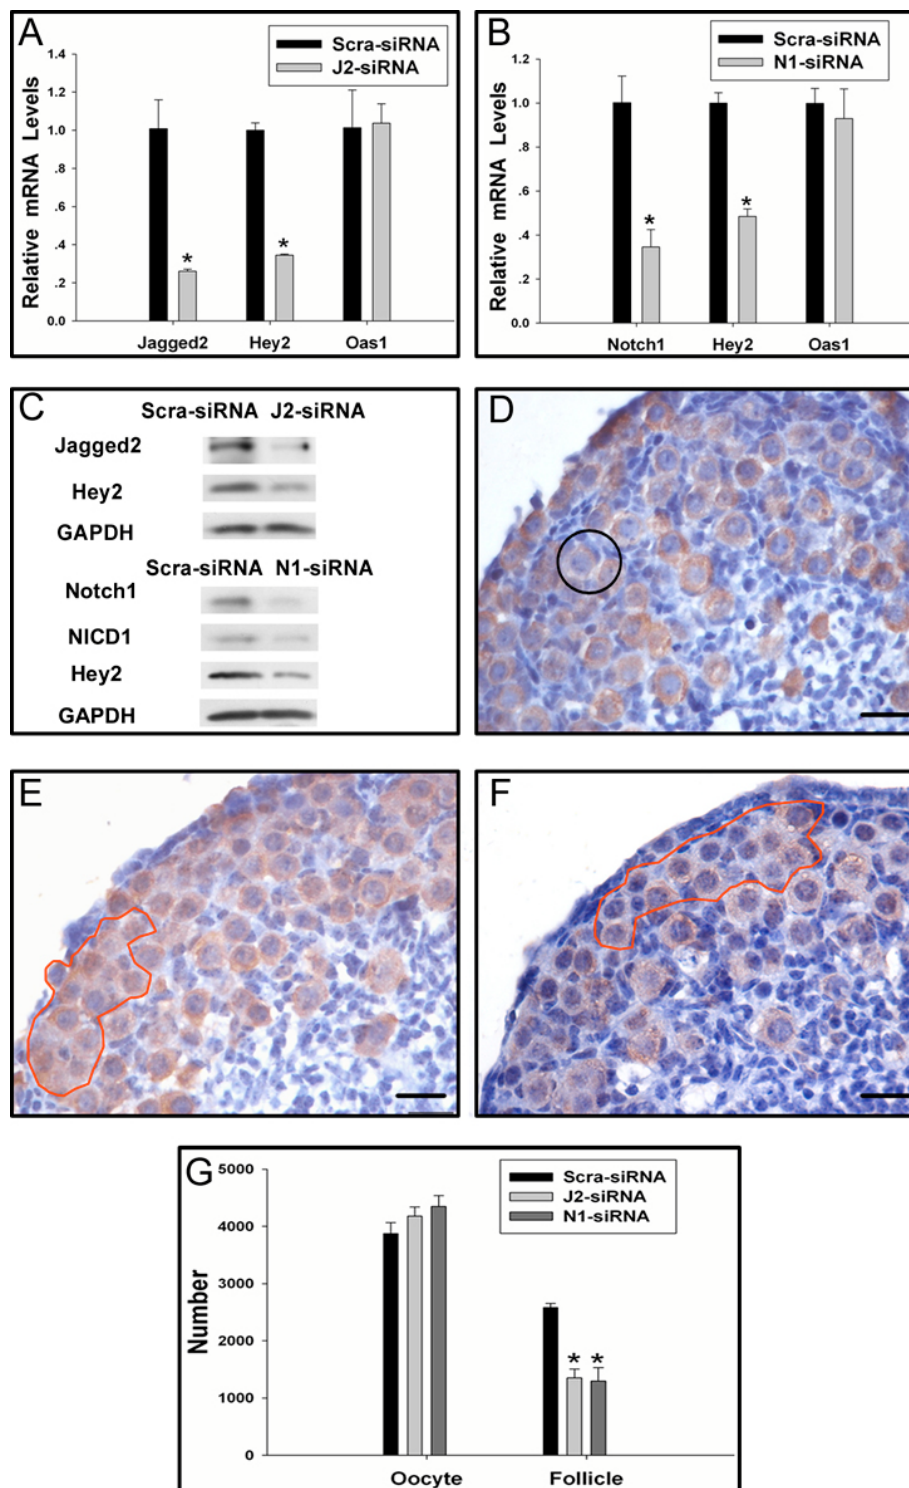 A
Scra-siRNA
J2-siRNA
Relative mRNA Levels
1.4
1.2
1.0
.8
.6
.4
.2
0.0
*
*
Jagged2 Hey2 Oas1
B
Scra-siRNA
N1-siRNA
Relative mRNA Levels
1.2
1.0
.8
.6
.4
.2
0.0
*
*
Notch1 Hey2 Oas1
C
Scra-siRNA J2-siRNA
Jagged2
Hey2
GAPDH
Scra-siRNA N1-siRNA
Notch1
NICD1
Hey2
GAPDH
D
E
F
G
Scra-siRNA
J2-siRNA
N1-siRNA
Number
5000
4000
3000
2000
1000
0
* *
Oocyte Follicle